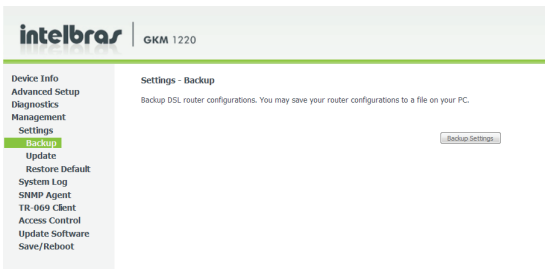 intelbras
GKM 1220
Device Info
Advanced Setup
Diagnostics
Management
Settings
Backup
Update
Restore Default
System Log
SNMP Agent
TR-069 Client
Access Control
Update Software
Save/Reboot
Settings - Backup
Backup DSL router configurations. You may save your router configurations to a file on your PC.
Backup Settings